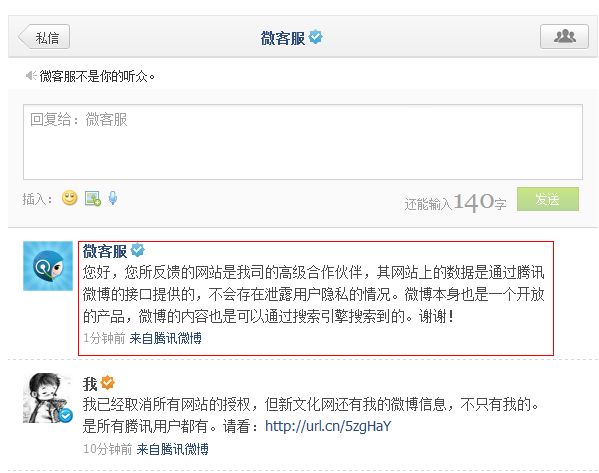 私信
微客服
微客服不是你的听众。
回复给：微客服
插入：
还能输入140字
发送
微客服
您好，您所反馈的网站是我司的高级合作伙伴，其网站上的数据是通过腾讯
微博的接口提供的，不会存在泄露用户隐私的情况。微博本身也是一个开放
的产品，微博的内容也是可以通过搜索引擎搜索到的。谢谢！
1分钟前 来自腾讯微博
我
我已经取消所有网站的授权，但新文化网还有我的微博信息，不只有我的。
是所有腾讯用户都有。请看：http://url.cn/5zgHaY
10分钟前 来自腾讯微博